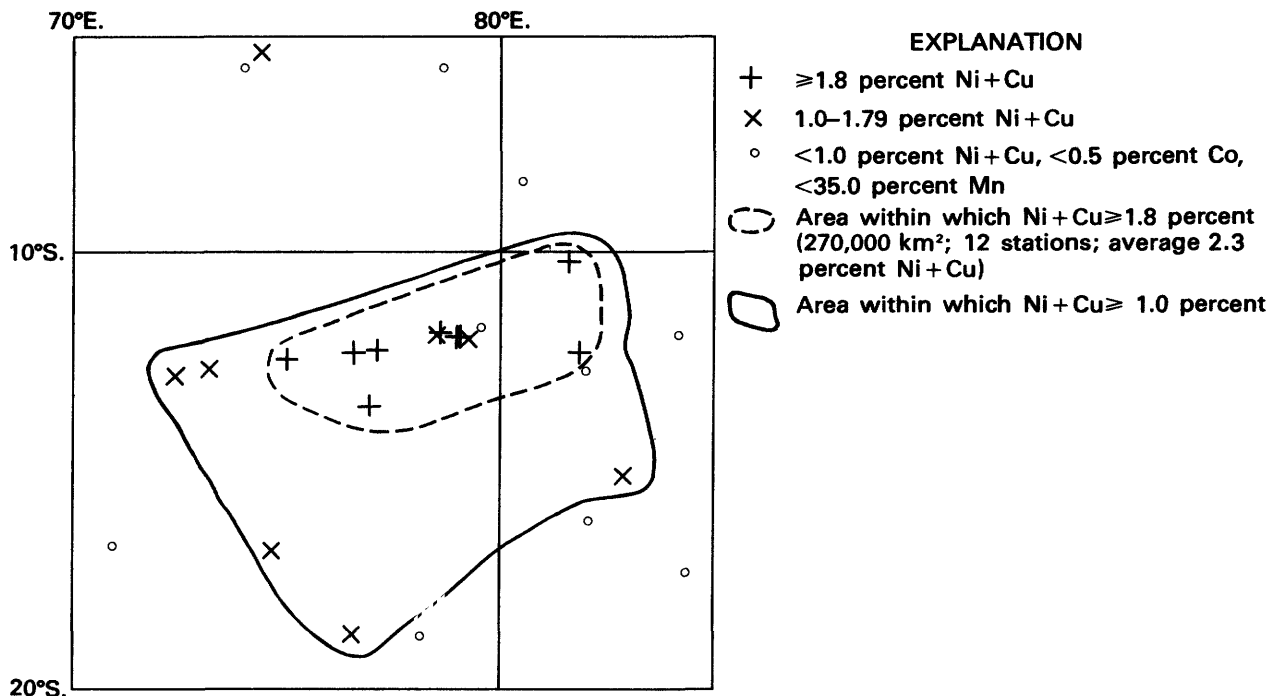 70°E.
80°E.
10°S.
20°S.
EXPLANATION
≥1.8 percent Ni+Cu
1.0–1.79 percent Ni+Cu
<1.0 percent Ni+Cu, <0.5 percent Co,
<35.0 percent Mn
Area within which Ni+Cu≥1.8 percent
(270,000 km²; 12 stations; average 2.3
percent Ni+Cu)
Area within which Ni+Cu≥ 1.0 percent